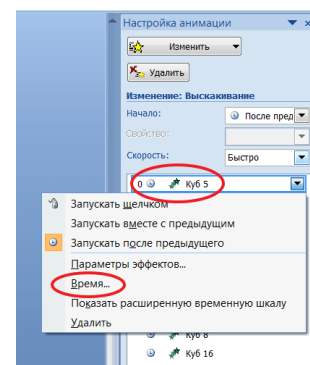 Настройка анимации
Изменить
Удалить
Изменение: Выскакивание
Начало:
После пред
Свойство:
Скорость:
Быстро
0 Куб 5
Запускать щелчком
Запускать вместе с предыдущим
Запускать после предыдущего
Параметры эффектов...
Время...
Показать расширенную временную шкалу
Удалить
Куб 8
Куб 16